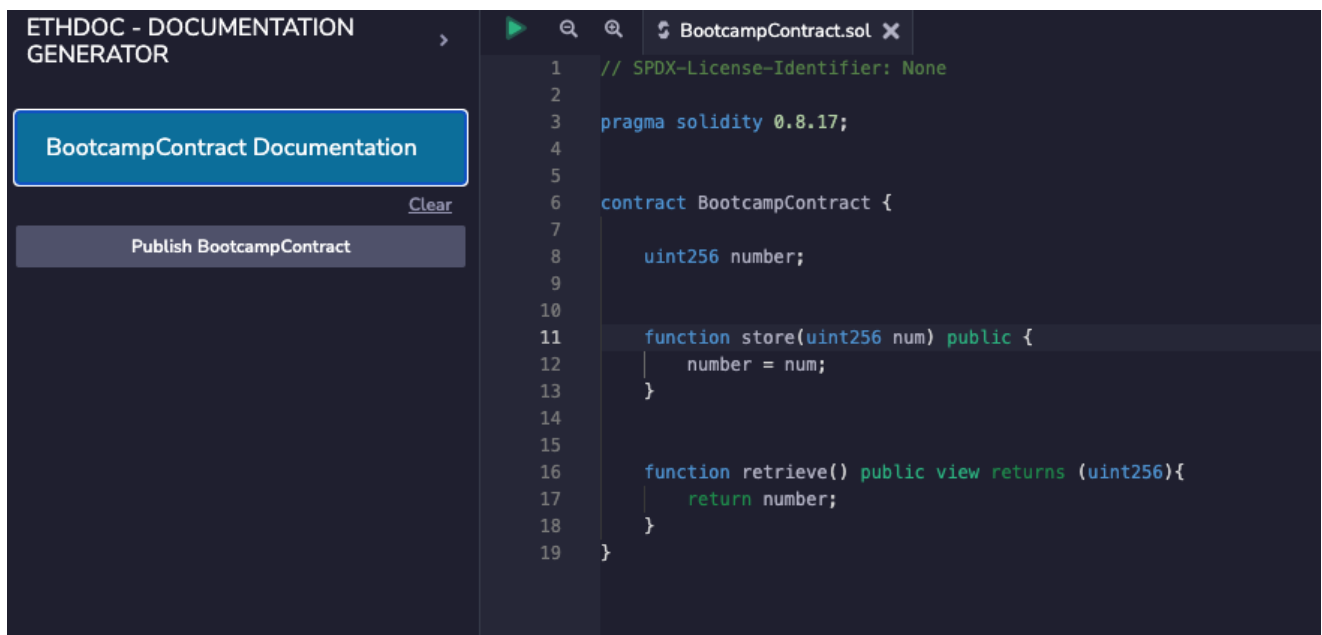 ETHDOC - DOCUMENTATION
GENERATOR
BootcampContract Documentation
Clear
Publish BootcampContract
BootcampContract.sol
1 // SPDX-License-Identifier: None
2
3 pragma solidity 0.8.17;
4
5
6 contract BootcampContract {
7
8 uint256 number;
9
10
11 function store(uint256 num) public {
12 number = num;
13 }
14
15
16 function retrieve() public view returns (uint256){
17 return number;
18 }
19 }